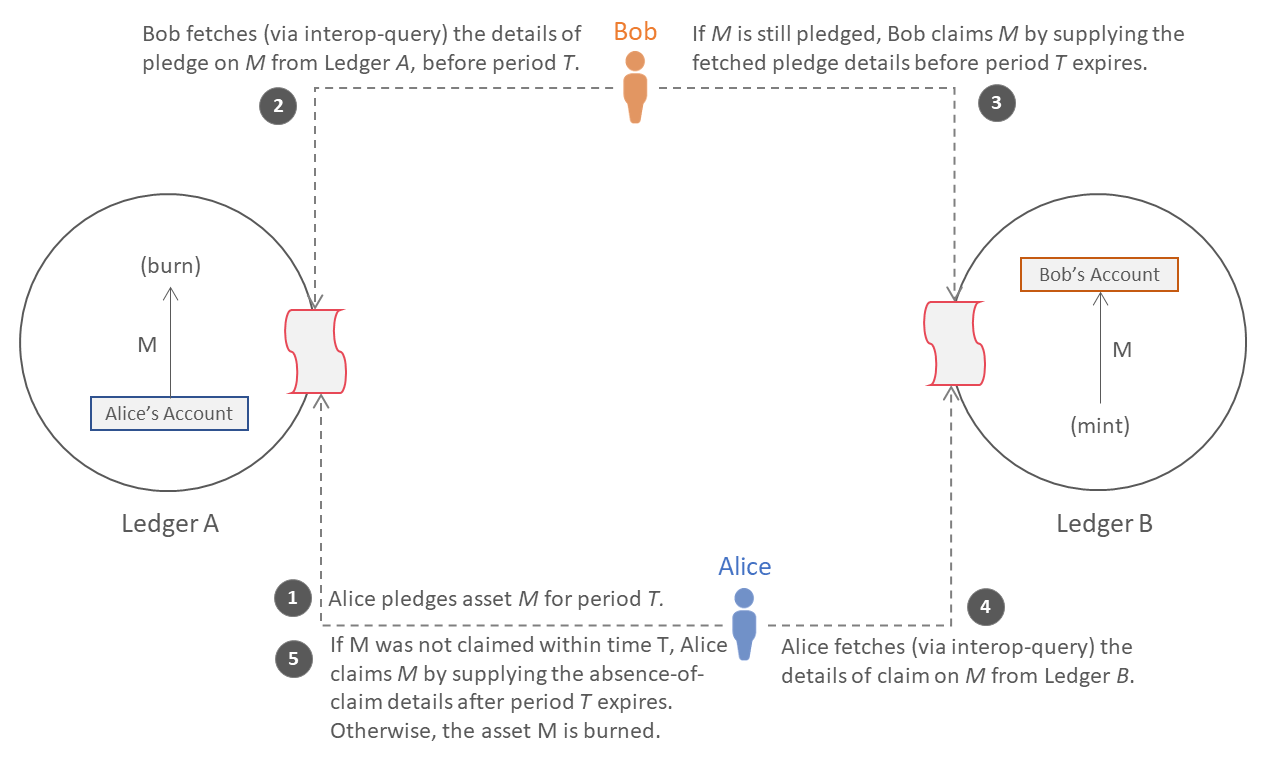 Bob
Bob fetches (via interop-query) the details of
pledge on M from Ledger A, before period T.
2
If M is still pledged, Bob claims M by supplying the
fetched pledge details before period T expires.
3
(burn)
M
Alice's Account
Ledger A
Bob's Account
M
(mint)
Ledger B
Alice
1
Alice pledges asset M for period T.
5
If M was not claimed within time T, Alice
claims M by supplying the absence-of-
claim details after period T expires.
Otherwise, the asset M is burned.
4
Alice fetches (via interop-query) the
details of claim on M from Ledger B.